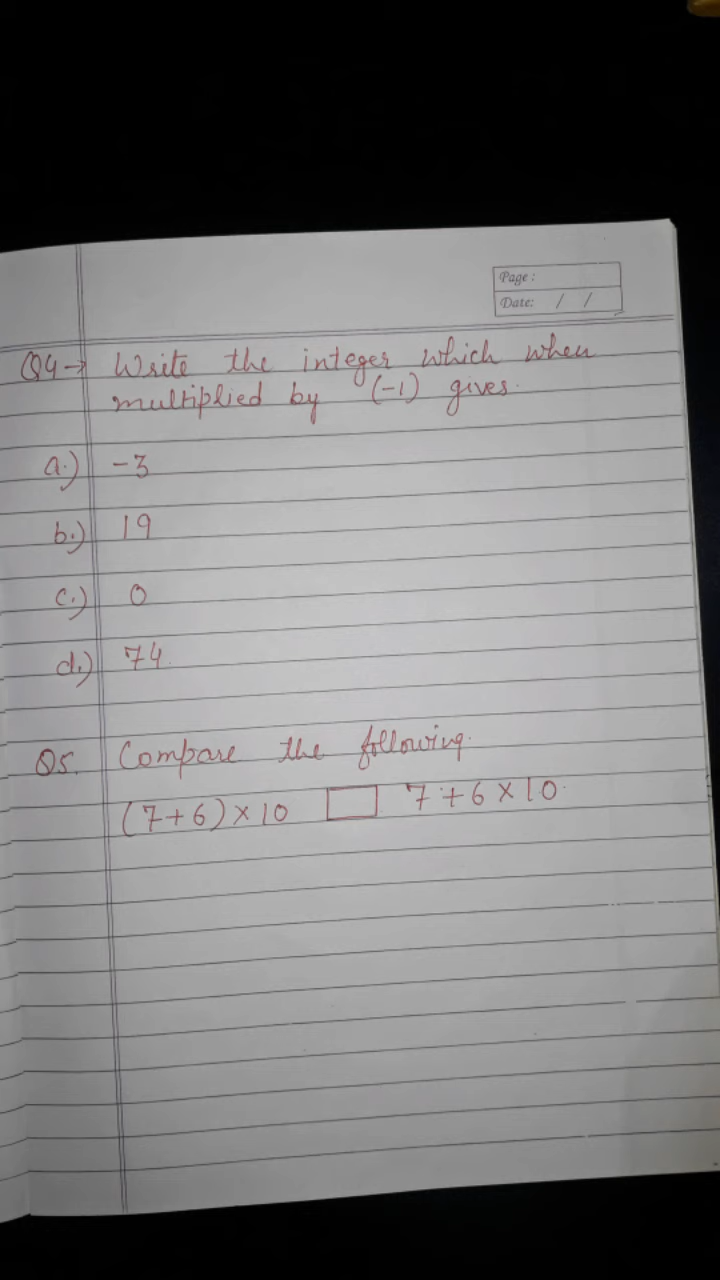 Page:
Date: / /
Q4→ Write the integer which when
multiplied by (-1) gives.
a.) -3
b.) 19
c.) 0
d.) 74.
Q5. Compare the following.
(7+6)×10 □ 7+6×10.